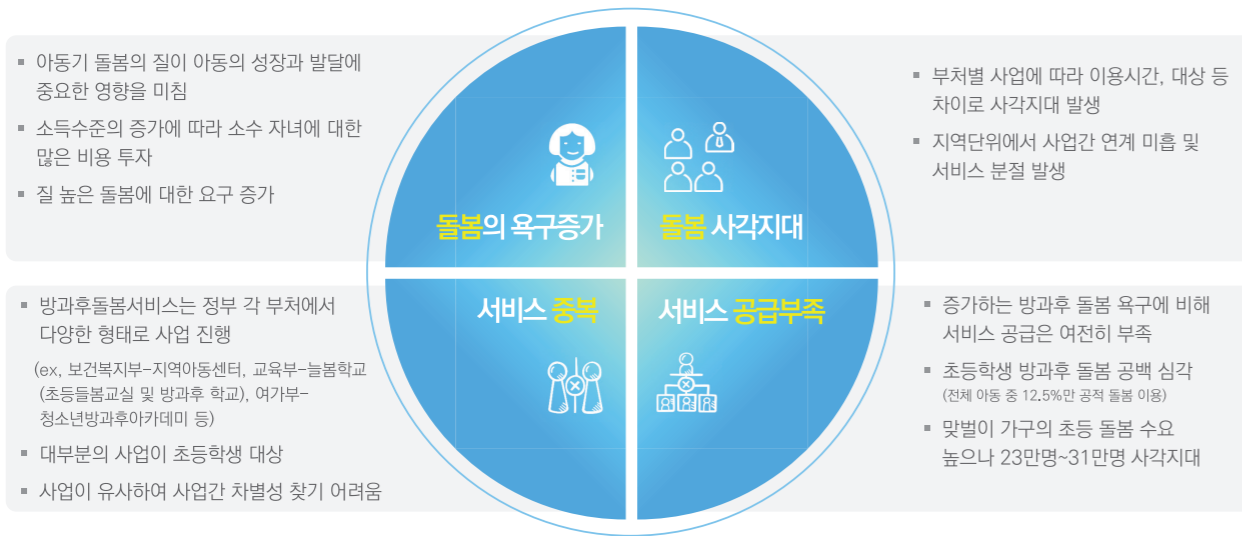 ▪ 아동기 돌봄의 질이 아동의 성장과 발달에
중요한 영향을 미침
▪ 소득수준의 증가에 따라 소수 자녀에 대한
많은 비용 투자
▪ 질 높은 돌봄에 대한 요구 증가
돌봄의 욕구증가
돌봄 사각지대
▪ 부처별 사업에 따라 이용시간, 대상 등
차이로 사각지대 발생
▪ 지역단위에서 사업간 연계 미흡 및
서비스 분절 발생
▪ 방과후돌봄서비스는 정부 각 부처에서
다양한 형태로 사업 진행
(ex, 보건복지부-지역아동센터, 교육부-늘봄학교
(초등들봄교실 및 방과후 학교), 여가부-
청소년방과후아카데미 등)
▪ 대부분의 사업이 초등학생 대상
▪ 사업이 유사하여 사업간 차별성 찾기 어려움
서비스 중복
서비스 공급부족
▪ 증가하는 방과후 돌봄 욕구에 비해
서비스 공급은 여전히 부족
▪ 초등학생 방과후 돌봄 공백 심각
(전체 아동 중 12.5%만 공적 돌봄 이용)
▪ 맞벌이 가구의 초등 돌봄 수요
높으나 23만명~31만명 사각지대